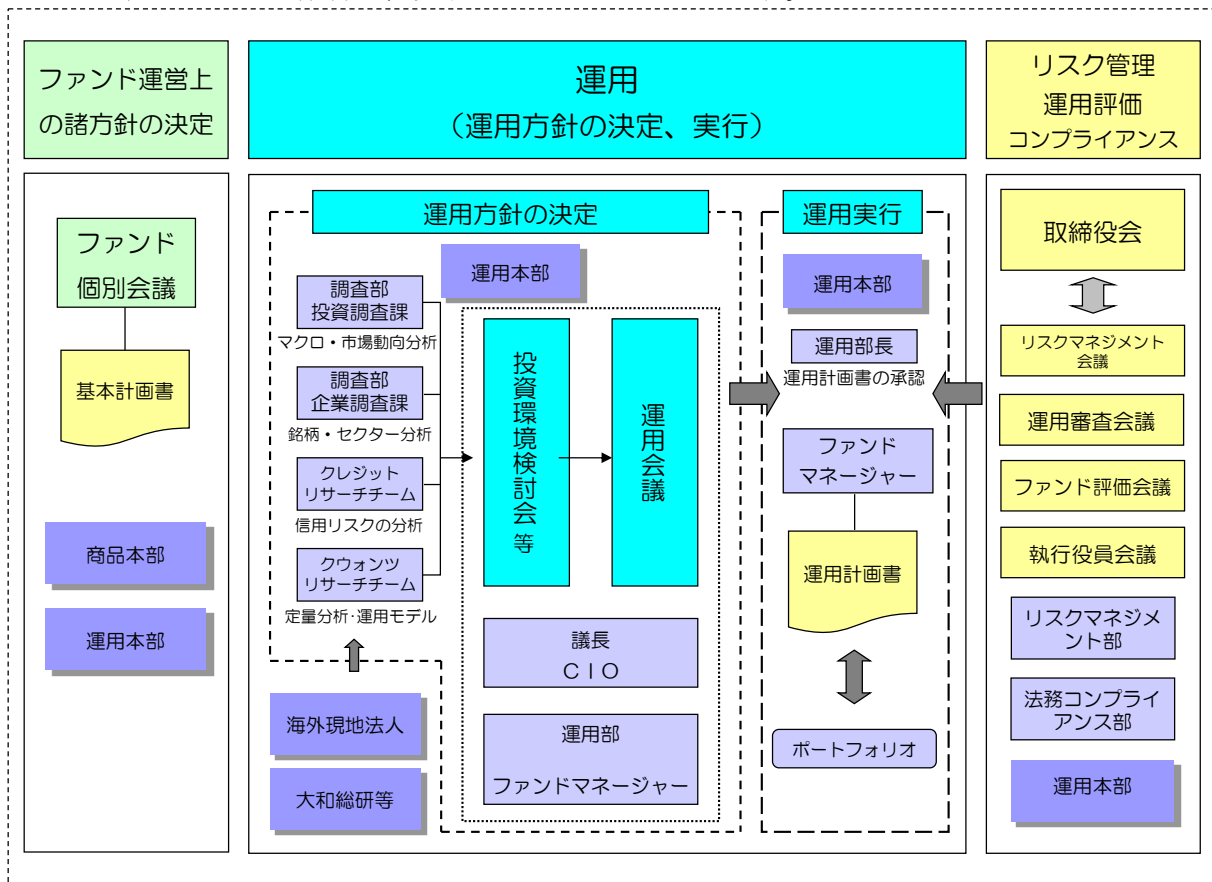 ファンド運営上
の諸方針の決定
運用
（運用方針の決定、実行）
リスク管理
運用評価
コンプライアンス
ファンド
個別会議
基本計画書
商品本部
運用本部
運用方針の決定
運用本部
調査部
投資調査課
マクロ・市場動向分析
調査部
企業調査課
銘柄・セクター分析
クレジット
リサーチチーム
信用リスクの分析
クウォンツ
リサーチチーム
定量分析・運用モデル
海外現地法人
大和総研等
投資環境検討会等
運用会議
議長
ＣＩＯ
運用部
ファンドマネージャー
運用実行
運用本部
運用部長
運用計画書の承認
ファンド
マネージャー
運用計画書
ポートフォリオ
取締役会
リスクマネジメント
会議
運用審査会議
ファンド評価会議
執行役員会議
リスクマネジメ
ント部
法務コンプライ
アンス部
運用本部